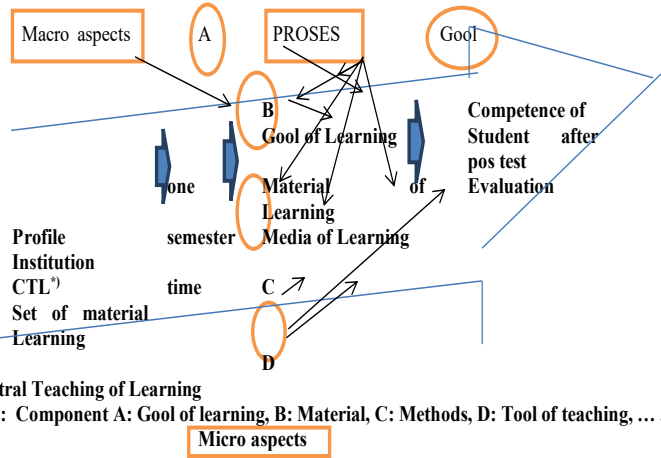 Macro aspects A PROSES Gool
B Competence of
Gool of Learning Student after
pos test
one Material of Evaluation
Learning
Profile semester Media of Learning
Institution
CTL*) time C
Set of material
Learning
D
tral Teaching of Learning
: Component A: Gool of learning, B: Material, C: Methods, D: Tool of teaching, …
Micro aspects